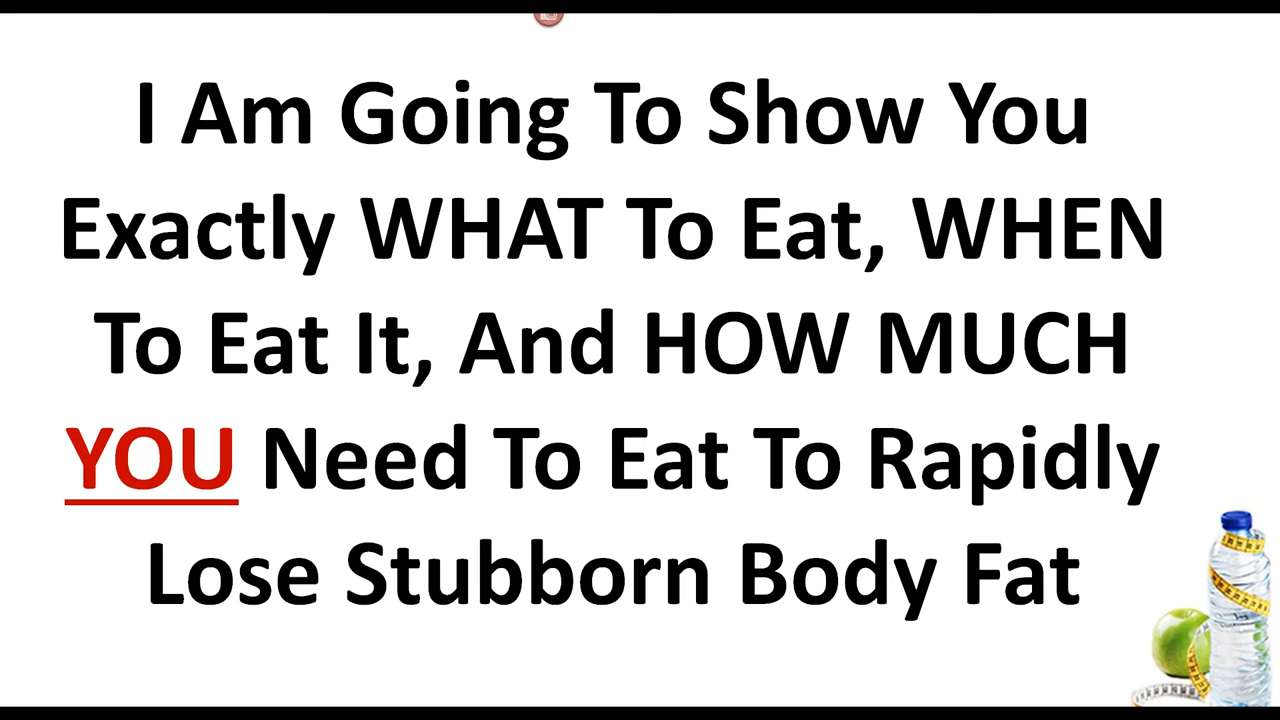 I Am Going To Show You
Exactly WHAT To Eat, WHEN
To Eat It, And HOW MUCH
YOU Need To Eat To Rapidly
Lose Stubborn Body Fat